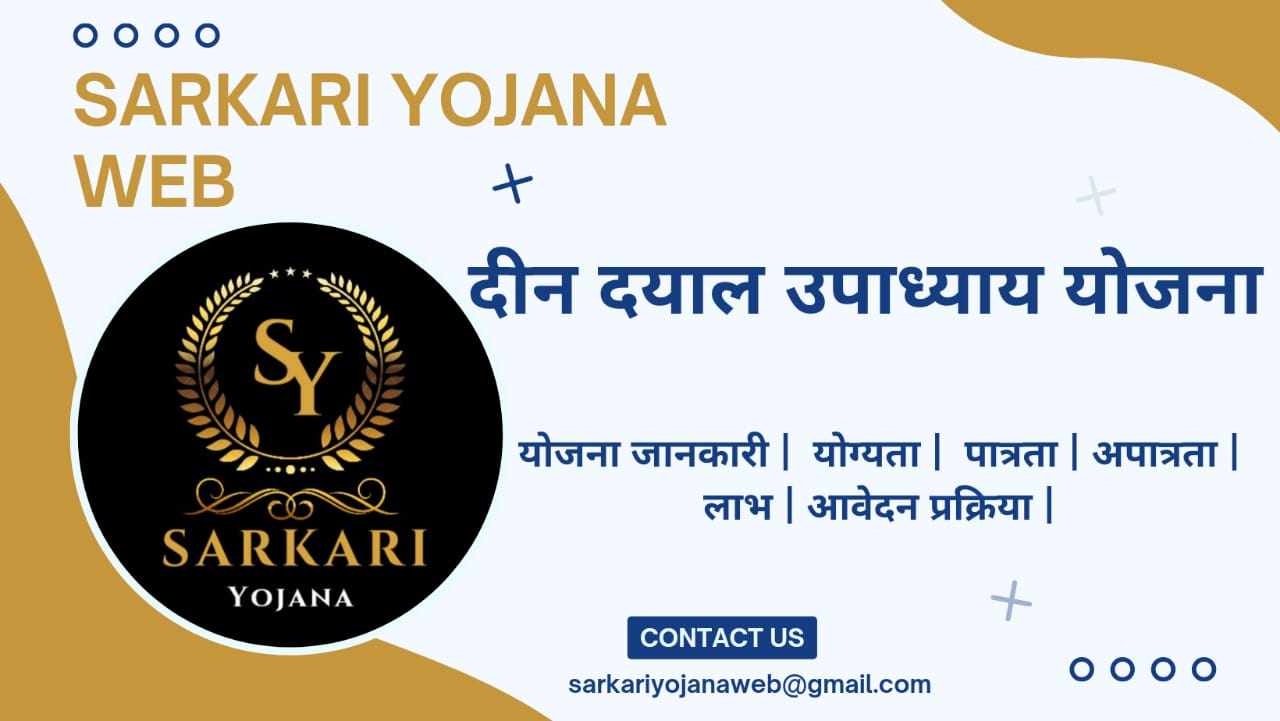 SARKARI YOJANA
WEB
दीन दयाल उपाध्याय योजना
SY
SARKARI
YOJANA
योजना जानकारी | योग्यता | पात्रता | अपात्रता |
लाभ | आवेदन प्रक्रिया |
CONTACT US
sarkariyojanaweb@gmail.com